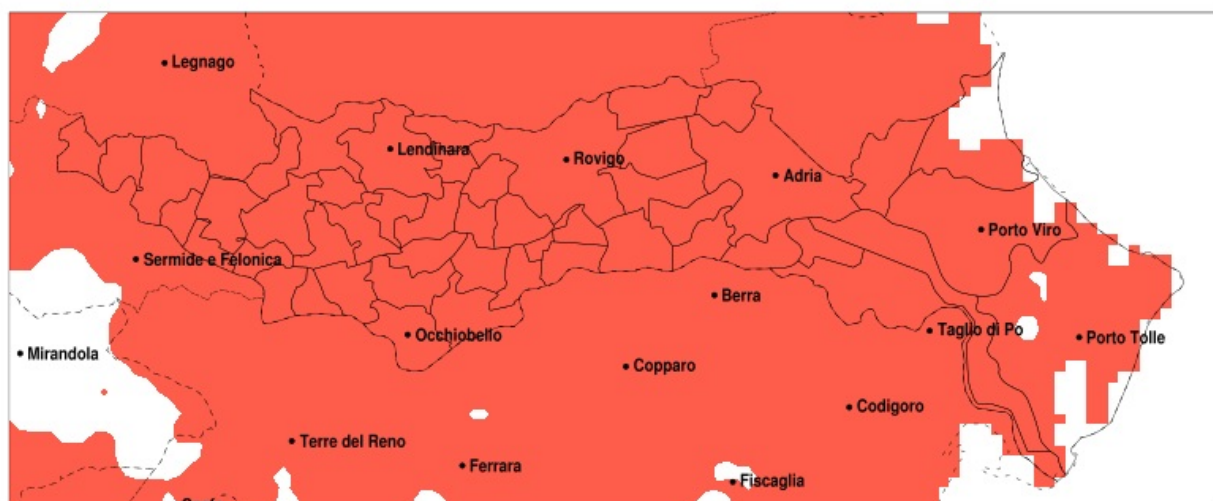 Legnago
Lendinara
Rovigo
Adria
Porto Viro
Sermide e Felonica
Berra
Taglio di Po
Occhiobello
Porto Tolle
Mirandola
Copparo
Codigoro
Terre del Reno
Ferrara
Fiscaglia